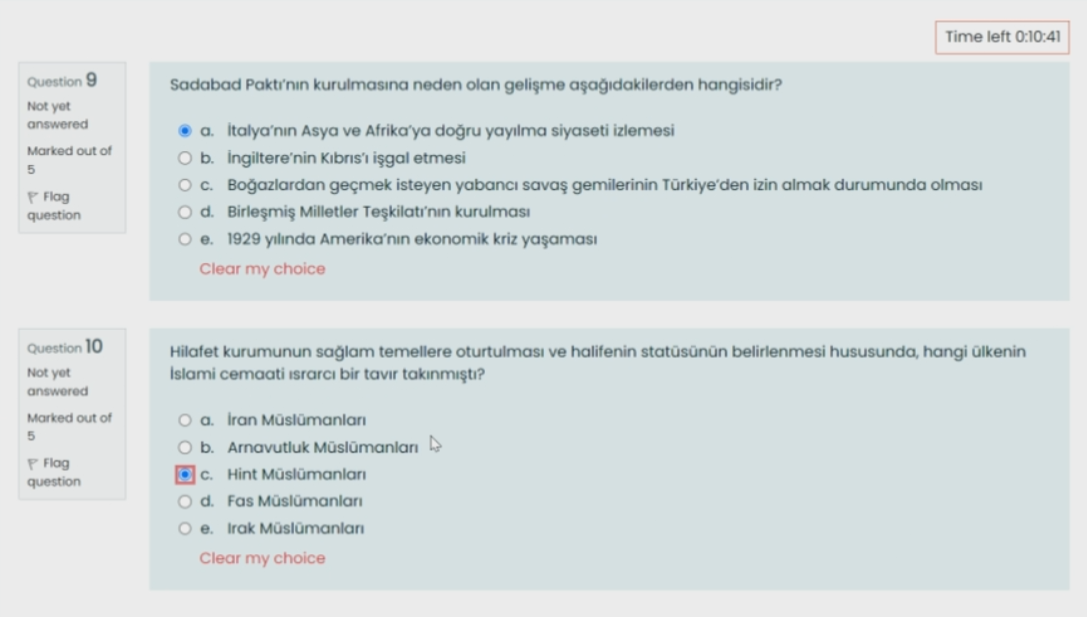 Time left 0:10:41
Question 9
Not yet
answered
Marked out of
5
Flag
question
Sadabad Paktı'nın kurulmasına neden olan gelişme aşağıdakilerden hangisidir?
a. İtalya'nın Asya ve Afrika'ya doğru yayılma siyaseti izlemesi
b. İngiltere'nin Kıbrıs'ı işgal etmesi
c. Boğazlardan geçmek isteyen yabancı savaş gemilerinin Türkiye'den izin almak durumunda olması
d. Birleşmiş Milletler Teşkilatı'nın kurulması
e. 1929 yılında Amerika'nın ekonomik kriz yaşaması
Clear my choice
Question 10
Not yet
answered
Marked out of
5
Flag
question
Hilafet kurumunun sağlam temellere oturtulması ve halifenin statüsünün belirlenmesi hususunda, hangi ülkenin
İslami cemaati ısrarcı bir tavır takınmıştı?
a. İran Müslümanları
b. Arnavutluk Müslümanları
c. Hint Müslümanları
d. Fas Müslümanları
e. Irak Müslümanları
Clear my choice